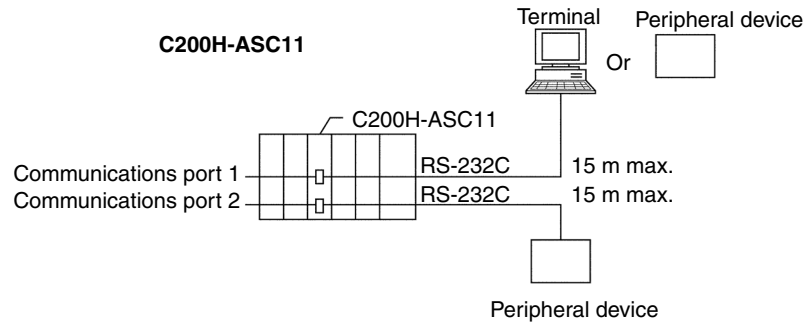 Terminal
Peripheral device
C200H-ASC11
Or
C200H-ASC11
Communications port 1
RS-232C
15 m max.
Communications port 2
RS-232C
15 m max.
Peripheral device